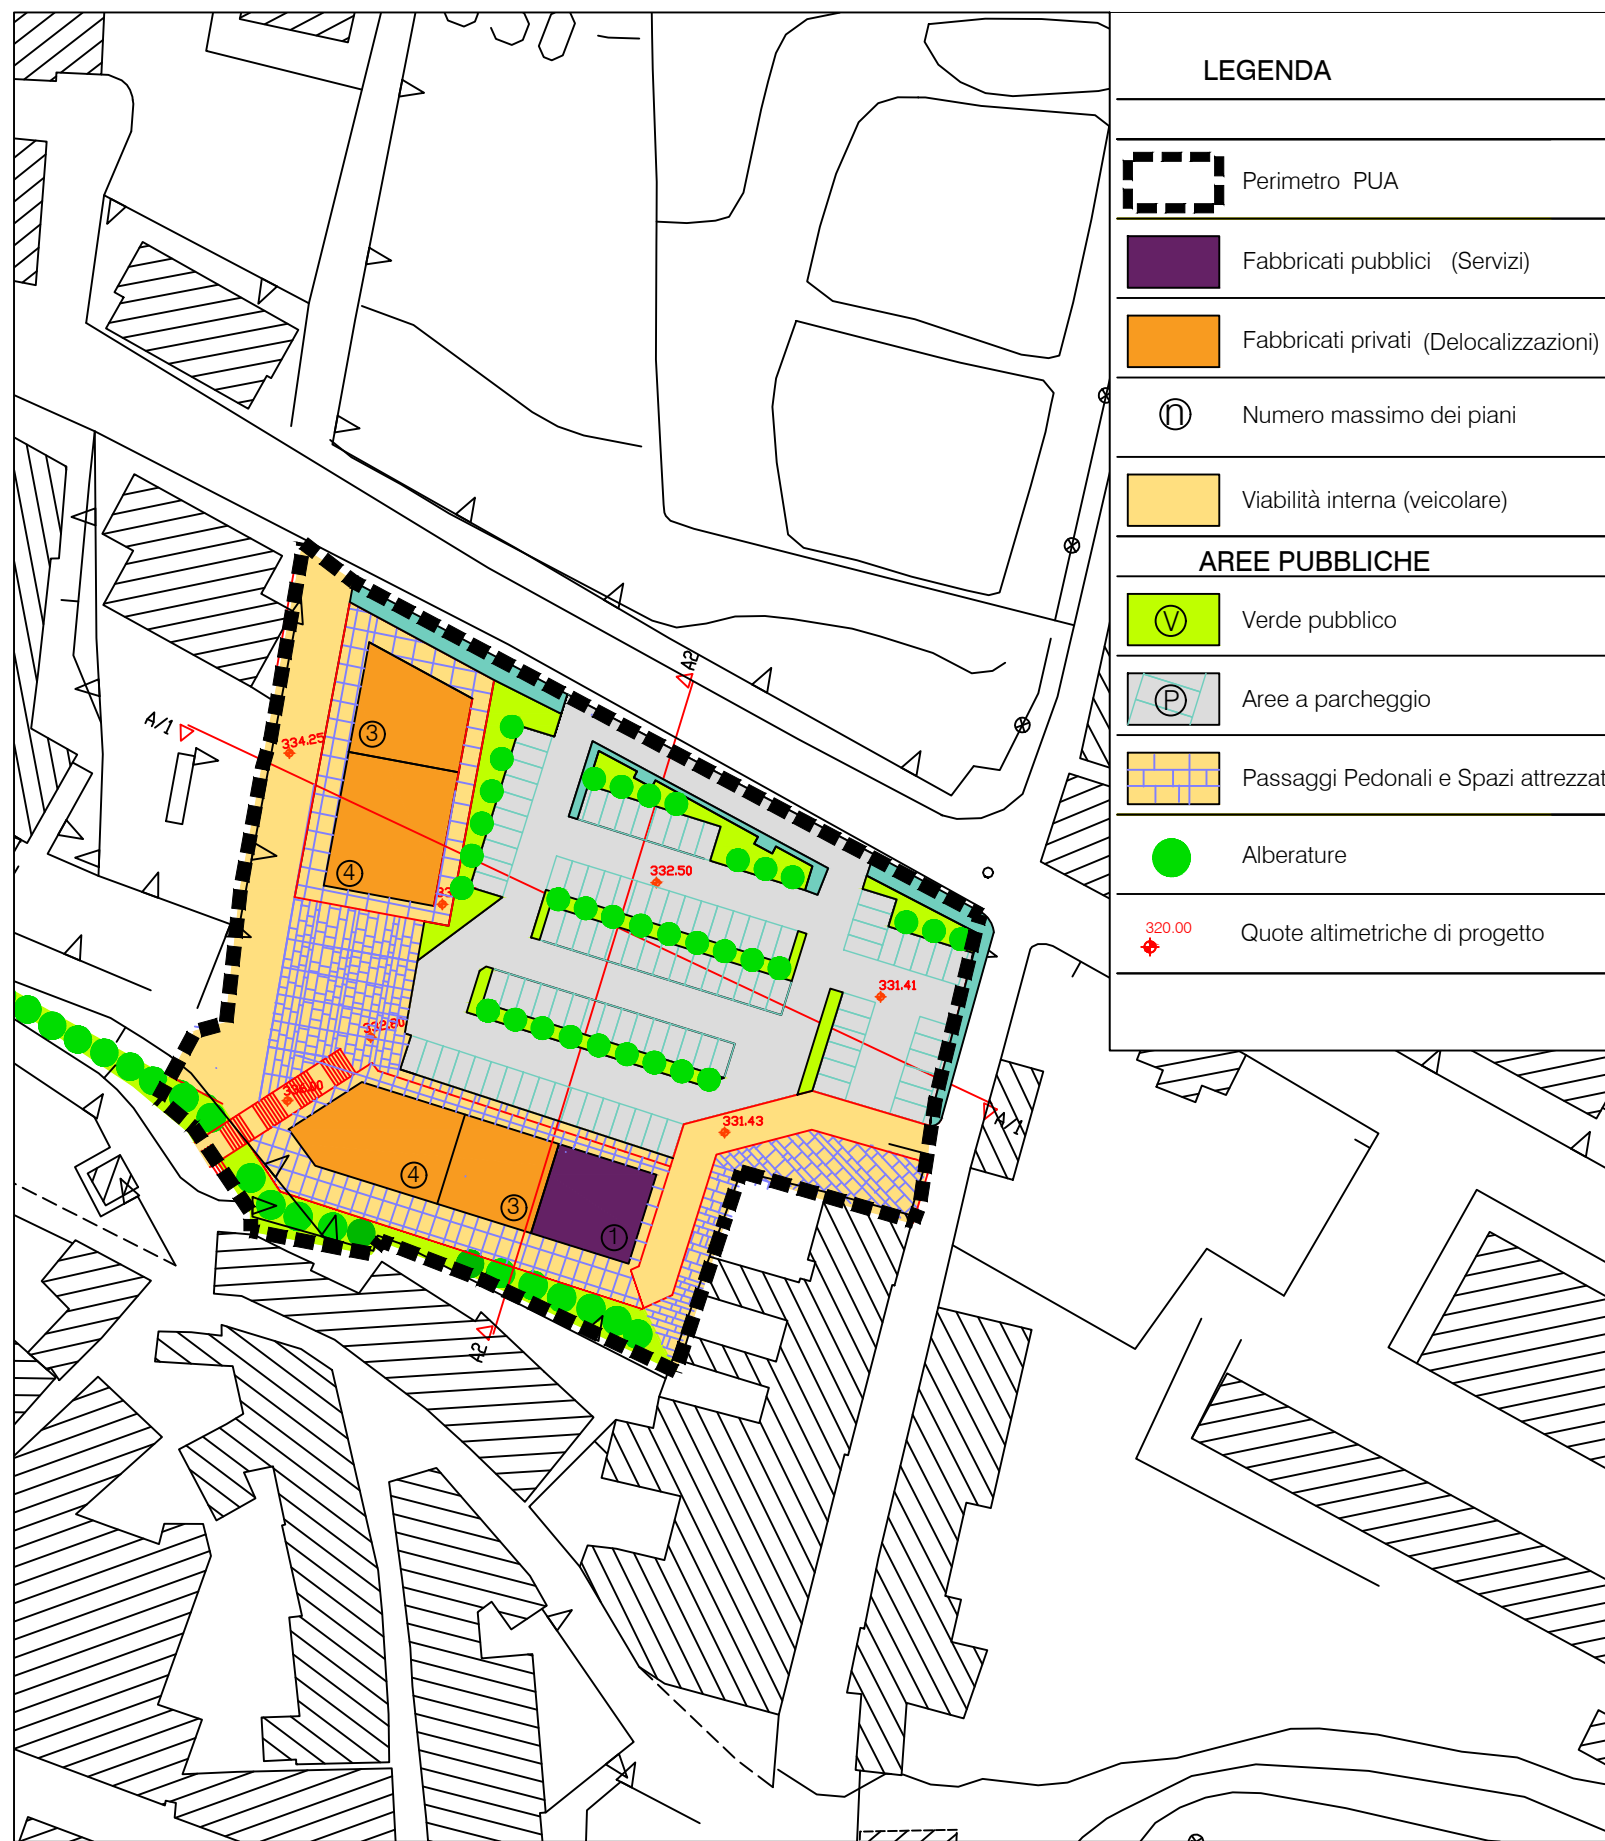 LEGENDA
Perimetro PUA
Fabbricati pubblici (Servizi)
Fabbricati privati (Delocalizzazioni)
n Numero massimo dei piani
Viabilità interna (veicolare)
AREE PUBBLICHE
V Verde pubblico
P Aree a parcheggio
Passaggi Pedonali e Spazi attrezzat
Alberature
320.00 Quote altimetriche di progetto
A2
A/1
334.25
3
4
332.50
331.41
332.80
331.43
A/1
4
3
1
A2